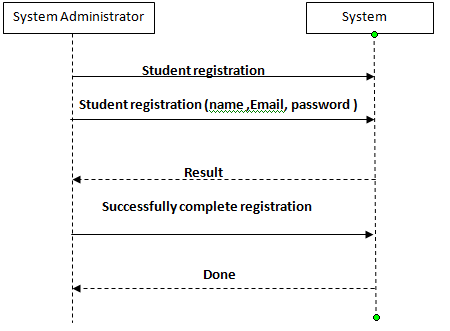 System Administrator
System
Student registration
Student registration (name ,Email, password )
Result
Successfully complete registration
Done